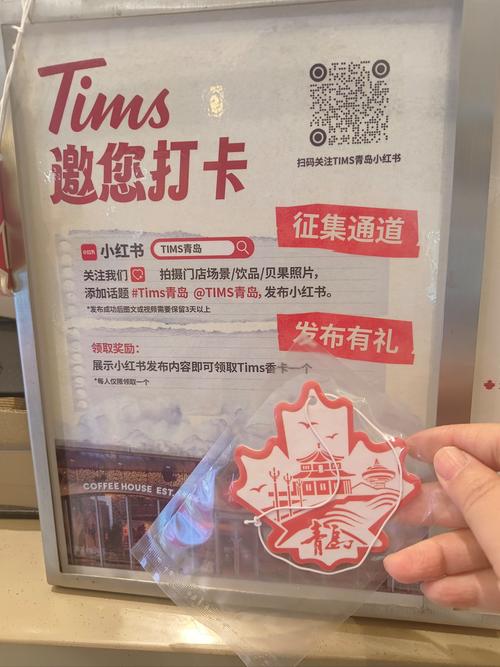 Tims
邀您打卡
扫码关注TIMS青岛小红书
征集通道
小红书 小红书 TIMS青岛
关注我们 拍摄门店场景/饮品/贝果照片，
添加话题 #Tims青岛 @TIMS青岛, 发布小红书。
*发布成功后图文或视频需要保留3天以上
发布有礼
领取奖励：
展示小红书发布内容即可领取Tims香卡一个
*每人仅限领取一个
COFFEE HOUSE EST.
青岛